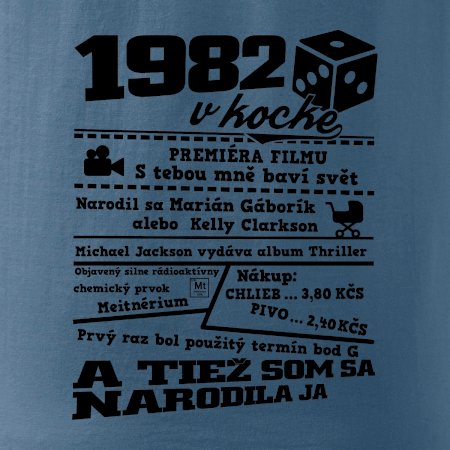 1982
v kocke
PREMIÉRA FILMU
S tebou mně baví svět
Narodil sa Marián Gáborík
alebo Kelly Clarkson
Michael Jackson vydáva album Thriller
Objavený silne rádioaktívny
chemický prvok
Meitnérium
Mt
Nákup:
CHLIEB ... 3,80 KČS
PIVO ... 2,40 KČS
Prvý raz bol použitý termín bod G
A TIEŽ SOM SA
NARODILA JA